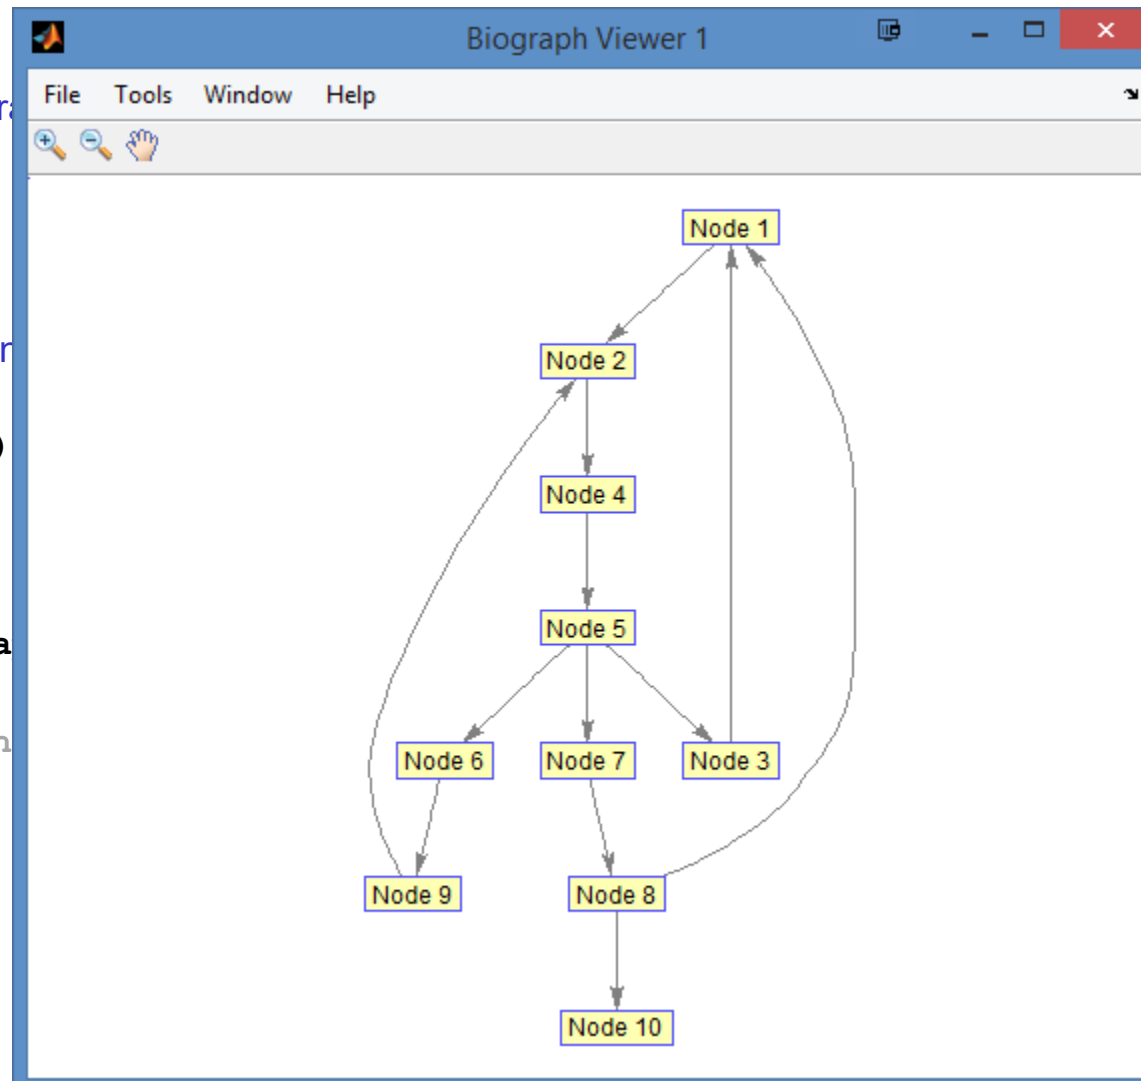 Biograph Viewer 1
File Tools Window Help
Node 1
Node 2
Node 4
Node 5
Node 6 Node 7 Node 3
Node 9 Node 8
Node 10